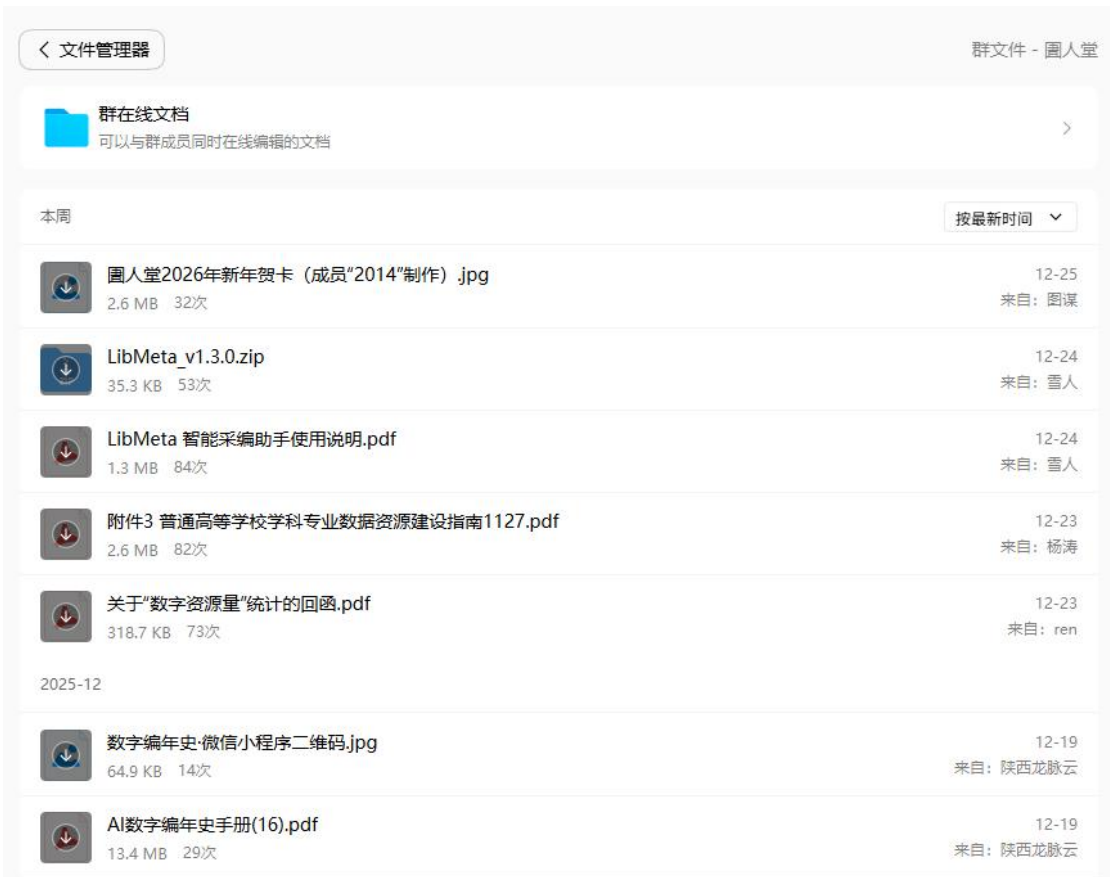 文件管理器
群文件 - 圕人堂
群在线文档
可以与群成员同时在线编辑的文档
本周
按最新时间
圕人堂2026年新年贺卡（成员“2014”制作）.jpg
12-25
2.6 MB 32次
来自：图谋
LibMeta_v1.3.0.zip
12-24
35.3 KB 53次
来自：雪人
LibMeta 智能采编助手使用说明.pdf
12-24
1.3 MB 84次
来自：雪人
附件3 普通高等学校学科专业数据资源建设指南1127.pdf
12-23
2.6 MB 82次
来自：杨涛
关于“数字资源量”统计的回函.pdf
12-23
318.7 KB 73次
来自：ren
2025-12
数字编年史·微信小程序二维码.jpg
12-19
64.9 KB 14次
来自：陕西龙脉云
AI数字编年史手册(16).pdf
12-19
13.4 MB 29次
来自：陕西龙脉云